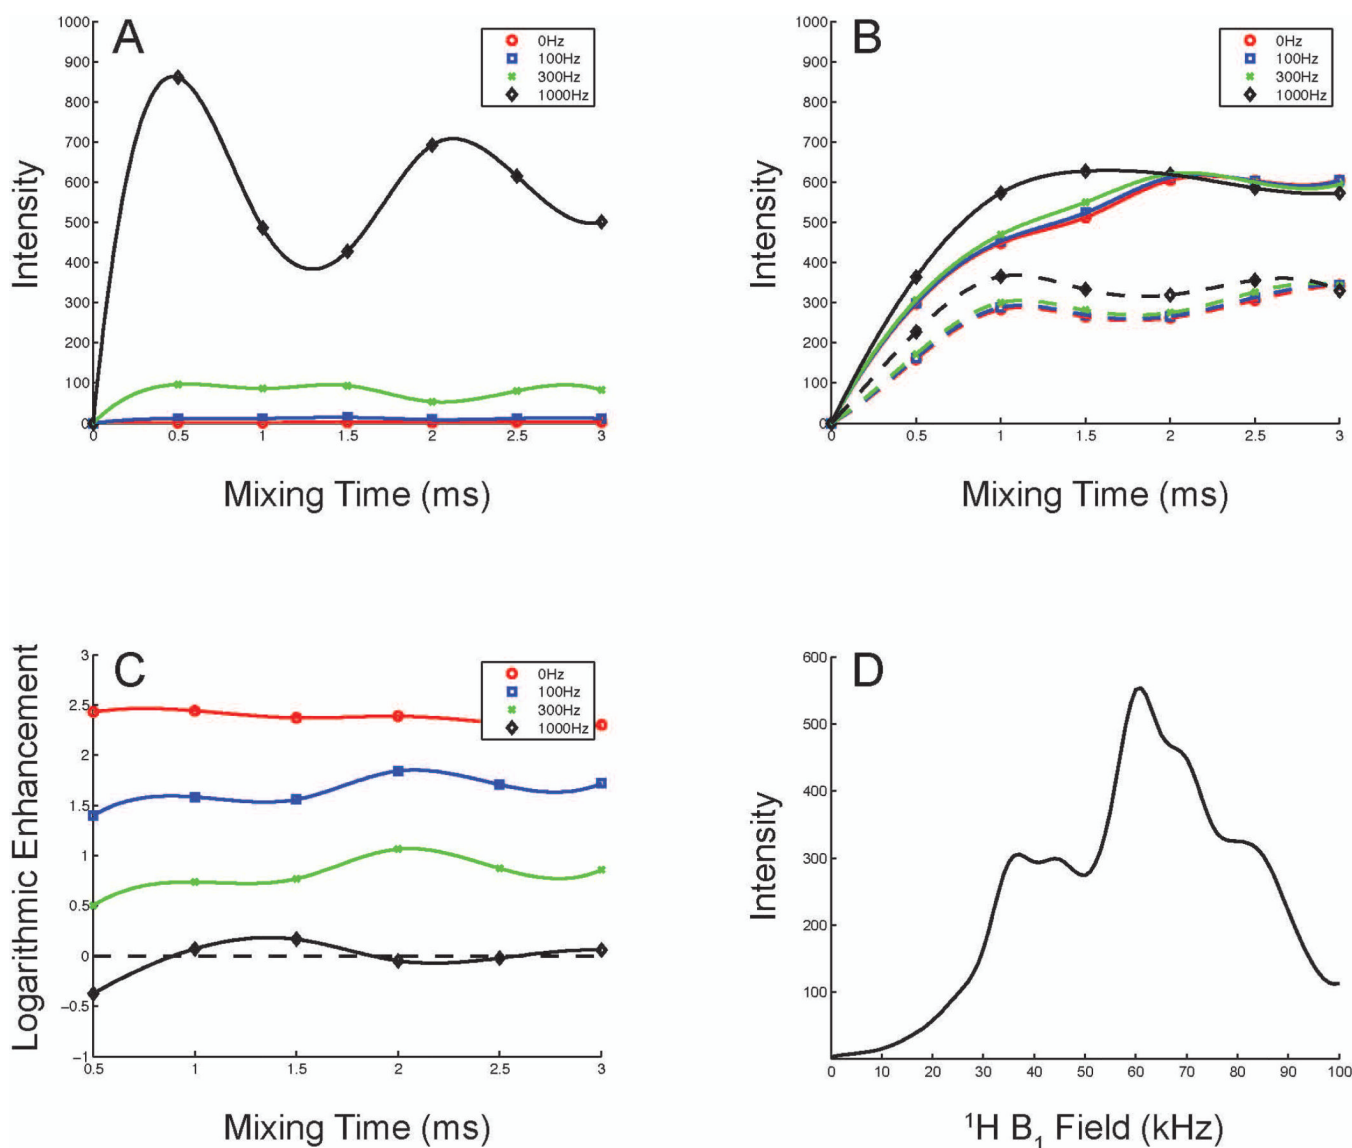 A
1000
900
800
700
600
500
400
300
200
100
0
Intensity
0Hz
100Hz
300Hz
1000Hz
0 0.5 1 1.5 2 2.5 3
Mixing Time (ms)
B
1000
900
800
700
600
500
400
300
200
100
0
Intensity
0Hz
100Hz
300Hz
1000Hz
0 0.5 1 1.5 2 2.5 3
Mixing Time (ms)
C
3
2.5
2
1.5
1
0.5
0
−0.5
−1
Logarithmic Enhancement
0Hz
100Hz
300Hz
1000Hz
0.5 1 1.5 2 2.5 3
Mixing Time (ms)
D
600
500
400
300
200
100
Intensity
0 10 20 30 40 50 60 70 80 90 100
¹H B₁ Field (kHz)